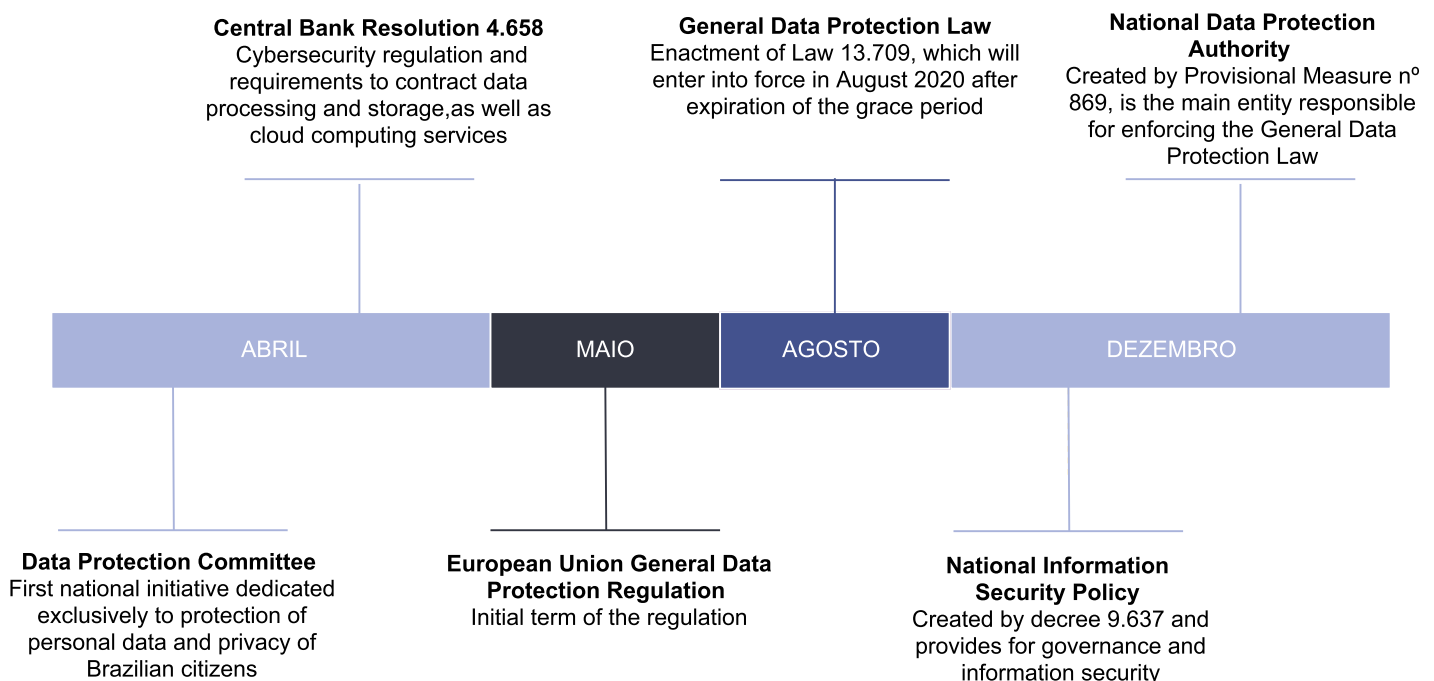 Central Bank Resolution 4.658
Cybersecurity regulation and
requirements to contract data
processing and storage,as well as
cloud computing services
General Data Protection Law
Enactment of Law 13.709, which will
enter into force in August 2020 after
expiration of the grace period
National Data Protection
Authority
Created by Provisional Measure nº
869, is the main entity responsible
for enforcing the General Data
Protection Law
ABRIL
MAIO
AGOSTO
DEZEMBRO
Data Protection Committee
First national initiative dedicated
exclusively to protection of
personal data and privacy of
Brazilian citizens
European Union General Data
Protection Regulation
Initial term of the regulation
National Information
Security Policy
Created by decree 9.637 and
provides for governance and
information security